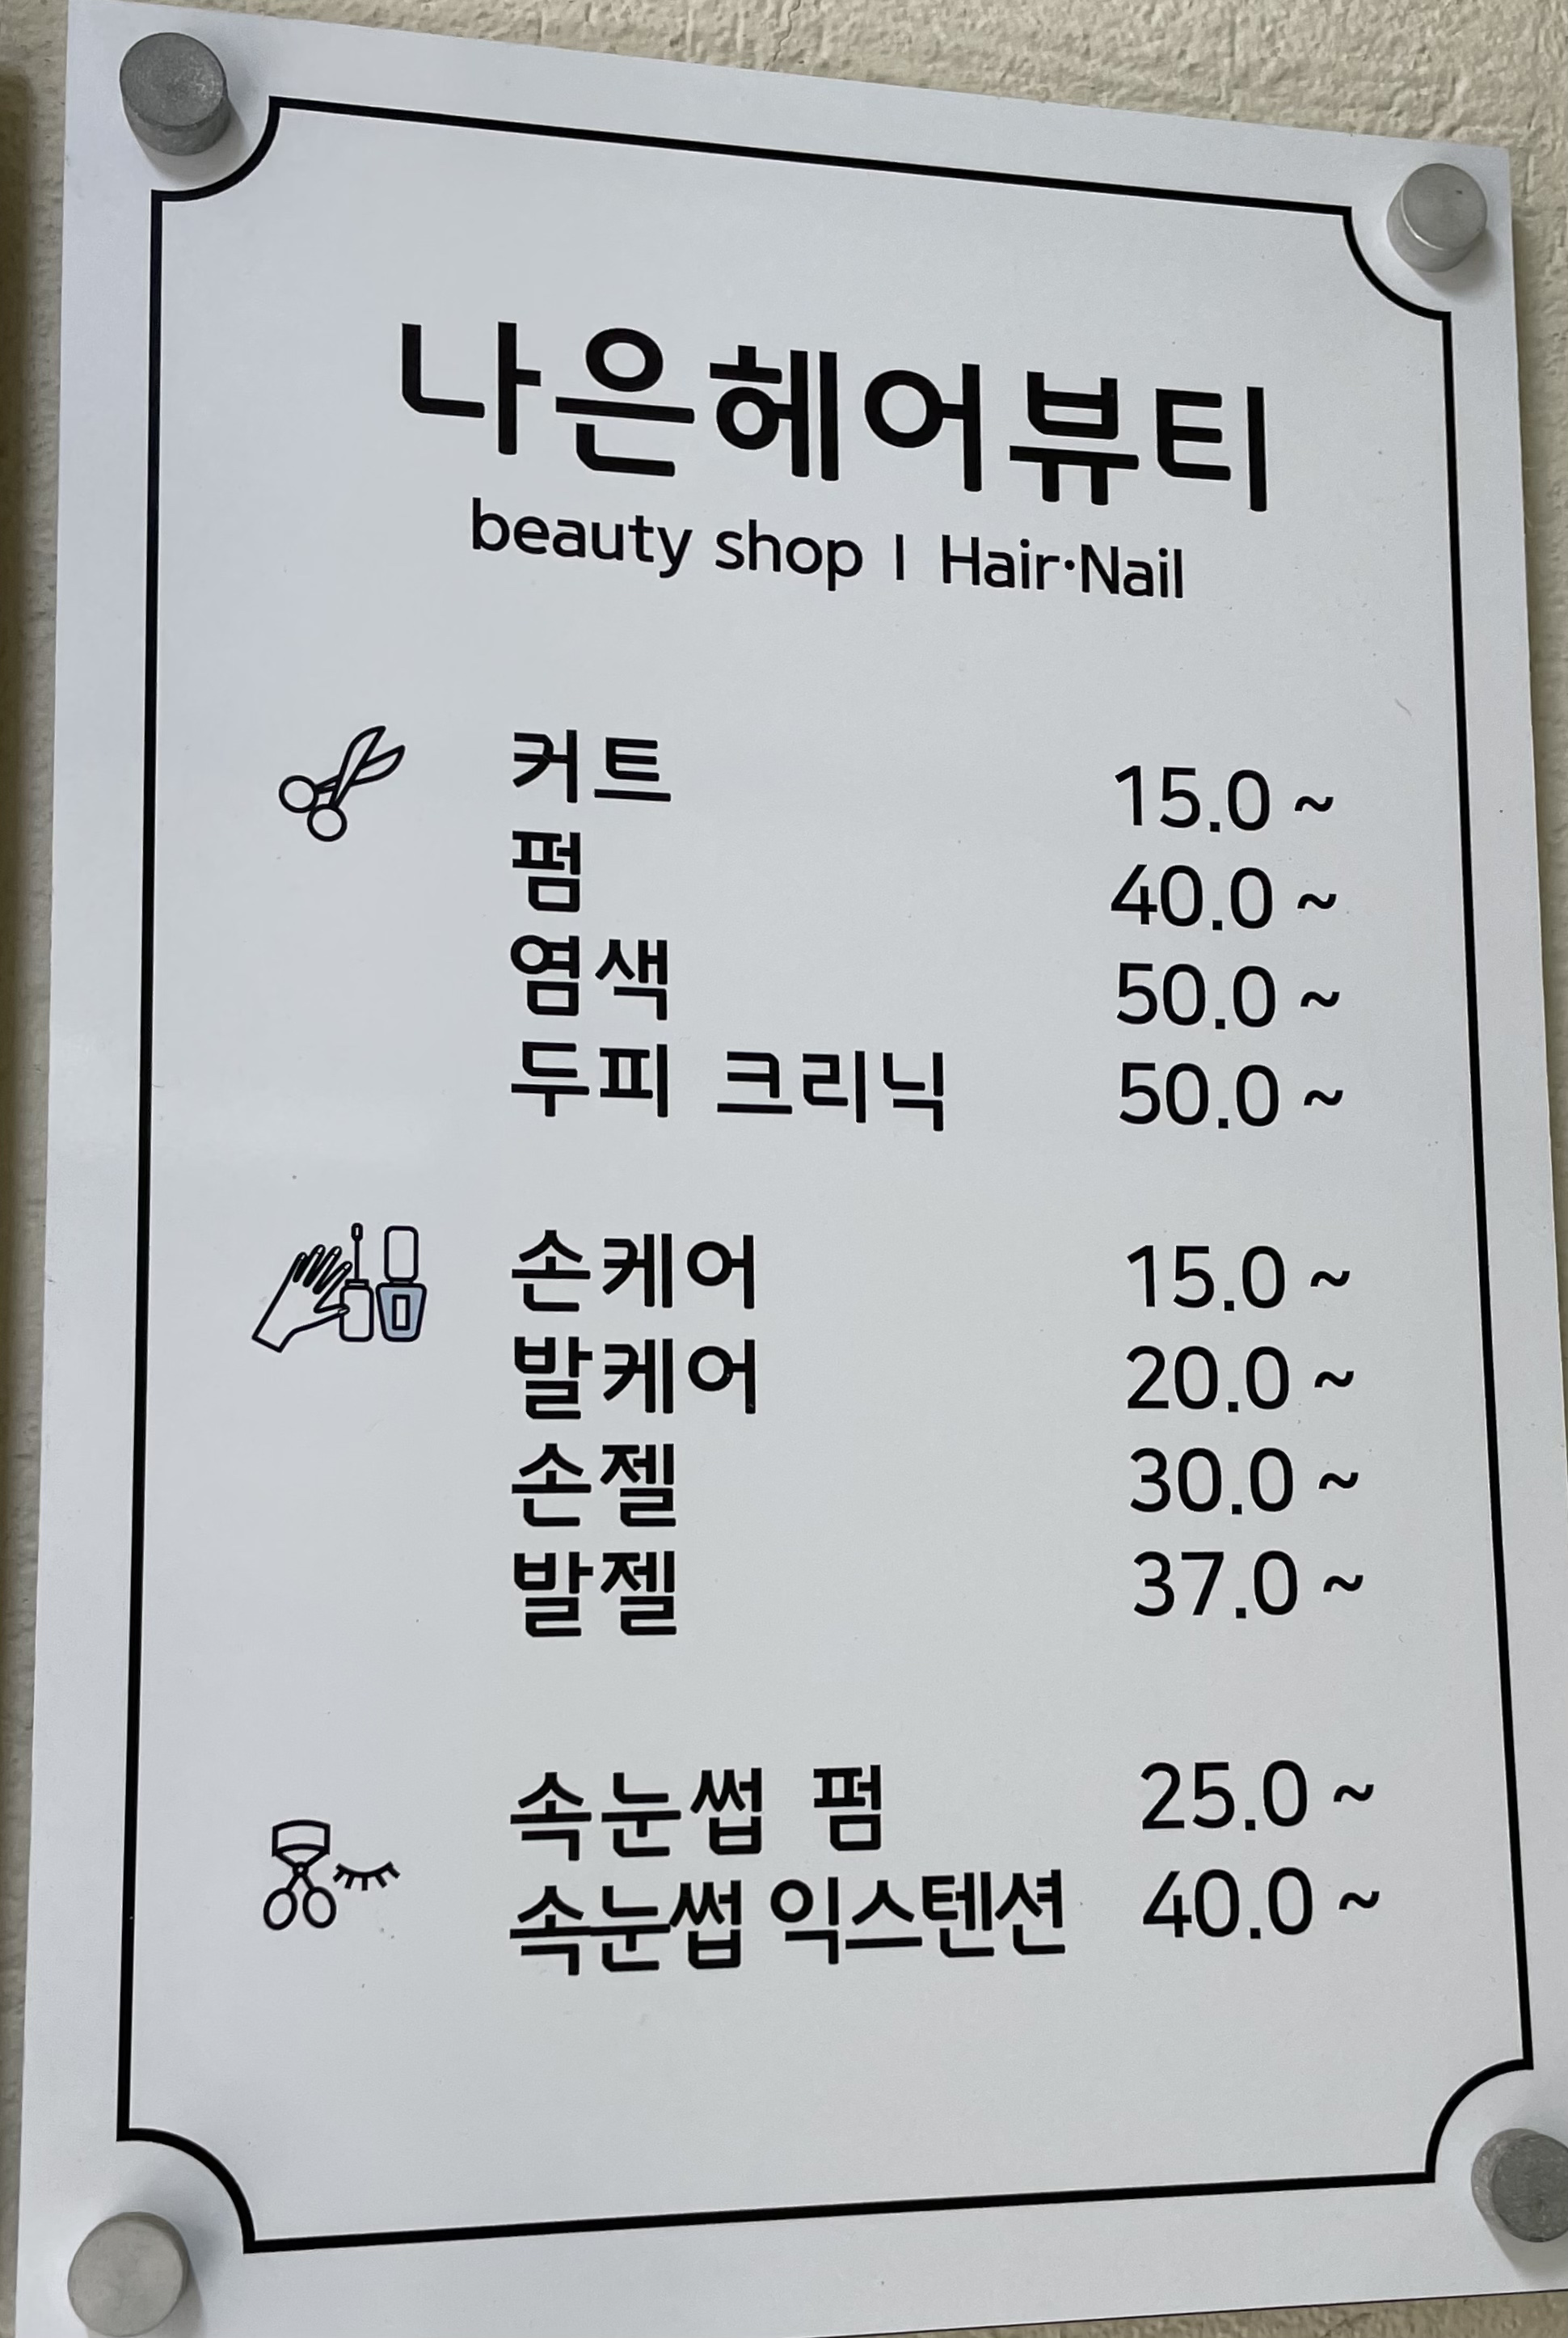 나은헤어뷰티
beauty shop | Hair·Nail
커트 15.0 ~
펌 40.0 ~
염색 50.0 ~
두피 크리닉 50.0 ~
손케어 15.0 ~
발케어 20.0 ~
손젤 30.0 ~
발젤 37.0 ~
속눈썹 펌 25.0 ~
속눈썹 익스텐션 40.0 ~